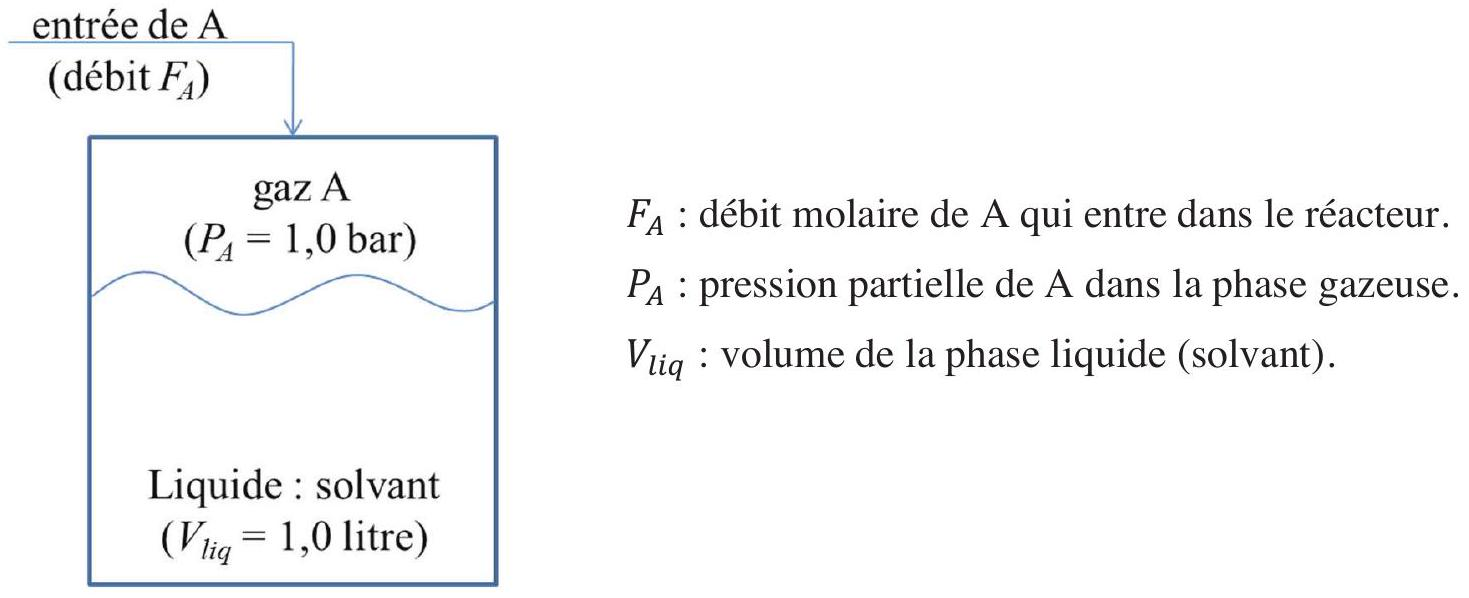 entrée de A
(débit F_A)
gaz A
(P_A = 1,0 bar)
Liquide : solvant
(V_liq = 1,0 litre)
F_A : débit molaire de A qui entre dans le réacteur.
P_A : pression partielle de A dans la phase gazeuse.
V_liq : volume de la phase liquide (solvant).